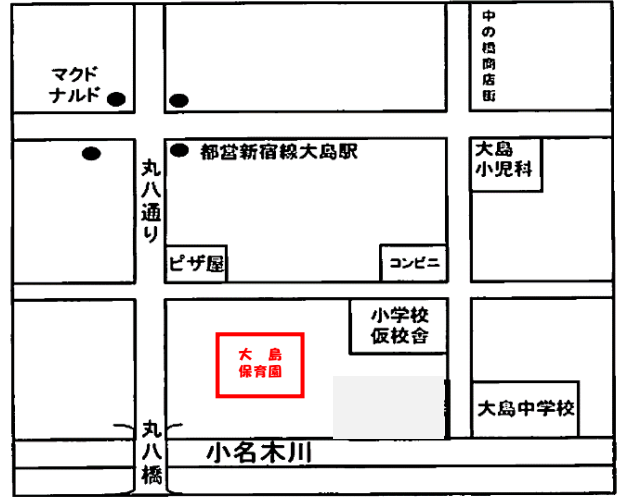 中の橋商店街
マクド
ナルド
都営新宿線大島駅
大島
小児科
丸八通り
ピザ屋
コンビニ
小学校
仮校舎
大島
保育園
大島中学校
丸八橋
小名木川